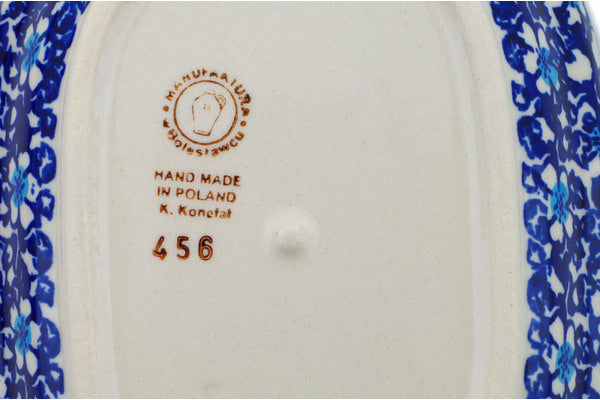 MANUFAKTURA
w Bolesławcu
HAND MADE
IN POLAND
K. Konefał
456